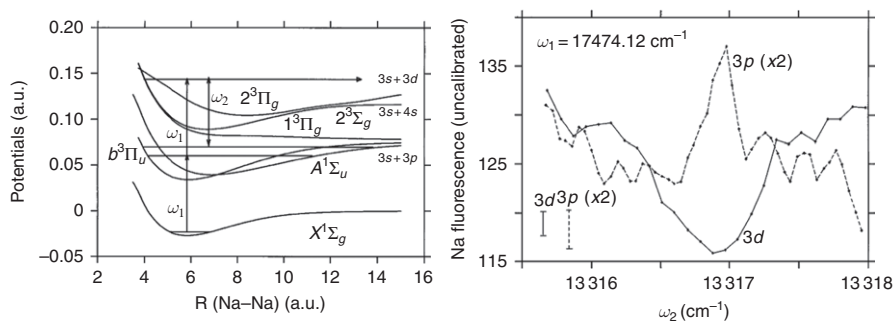 Potentials (a.u.)
0.20
0.15
0.10
0.05
0
−0.05
2 4 6 8 10 12 14 16
R (Na–Na) (a.u.)
3s+3d
2³Πg
ω₂
3s+4s
2³Σg
1³Πg
ω₁
b³Πu
3s+3p
A¹Σu
ω₁
X¹Σg
Na fluorescence (uncalibrated)
135
125
115
ω₁ = 17474.12 cm⁻¹
3p (x2)
3d 3p (x2)
3d
13 316 13 317 13 318
ω₂ (cm⁻¹)